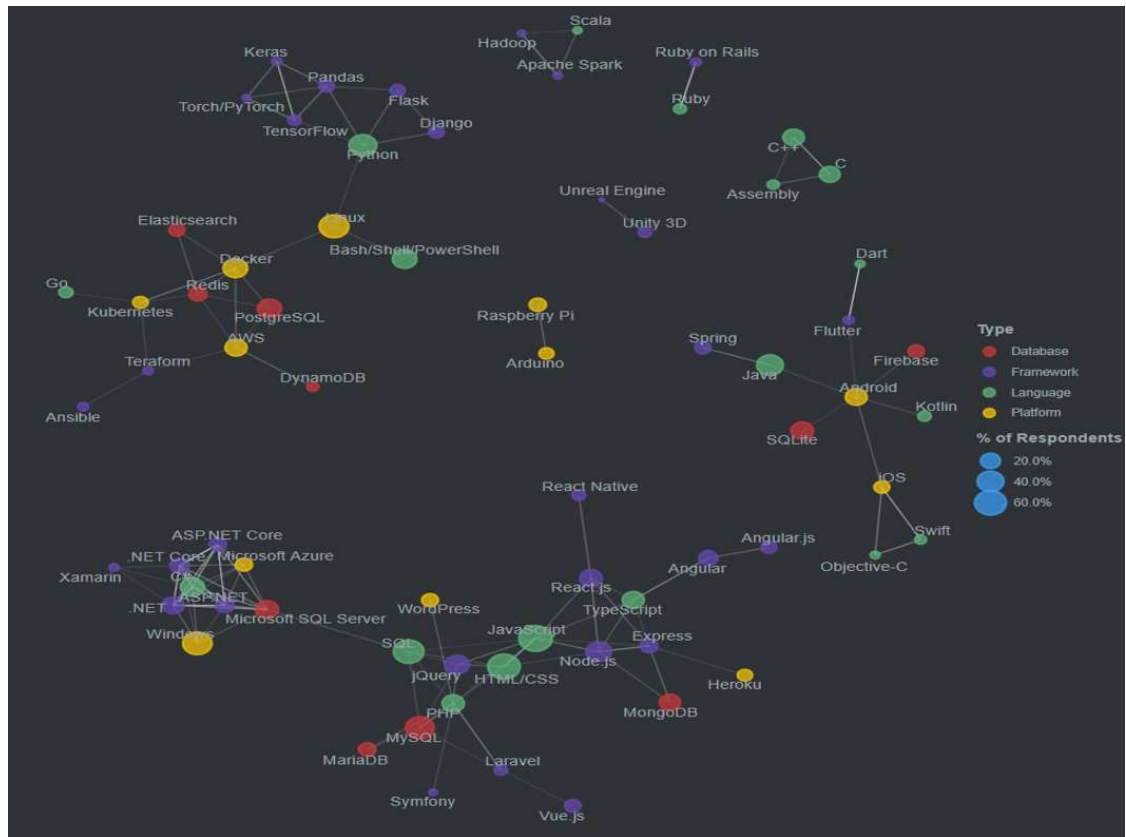 Scala
Hadoop
Apache Spark
Ruby on Rails
Ruby
Keras
Pandas
Torch/PyTorch
Flask
TensorFlow
Django
Python
C++
C
Assembly
Unreal Engine
Unity 3D
Elasticsearch
Linux
Bash/Shell/PowerShell
Docker
Go
Redis
Kubernetes
PostgreSQL
AWS
Teraform
DynamoDB
Ansible
Raspberry Pi
Arduino
Dart
Flutter
Spring
Java
Firebase
Android
Kotlin
SQLite
iOS
Swift
Objective-C
Type
Database
Framework
Language
Platform
% of Respondents
20.0%
40.0%
60.0%
React Native
ASP.NET Core
.NET Core
Microsoft Azure
Xamarin
C#
ASP.NET
.NET
Microsoft SQL Server
Windows
WordPress
React.js
TypeScript
Angular
Angular.js
JavaScript
SQL
Express
Node.js
jQuery
HTML/CSS
Heroku
PHP
MongoDB
MySQL
MariaDB
Laravel
Symfony
Vue.js